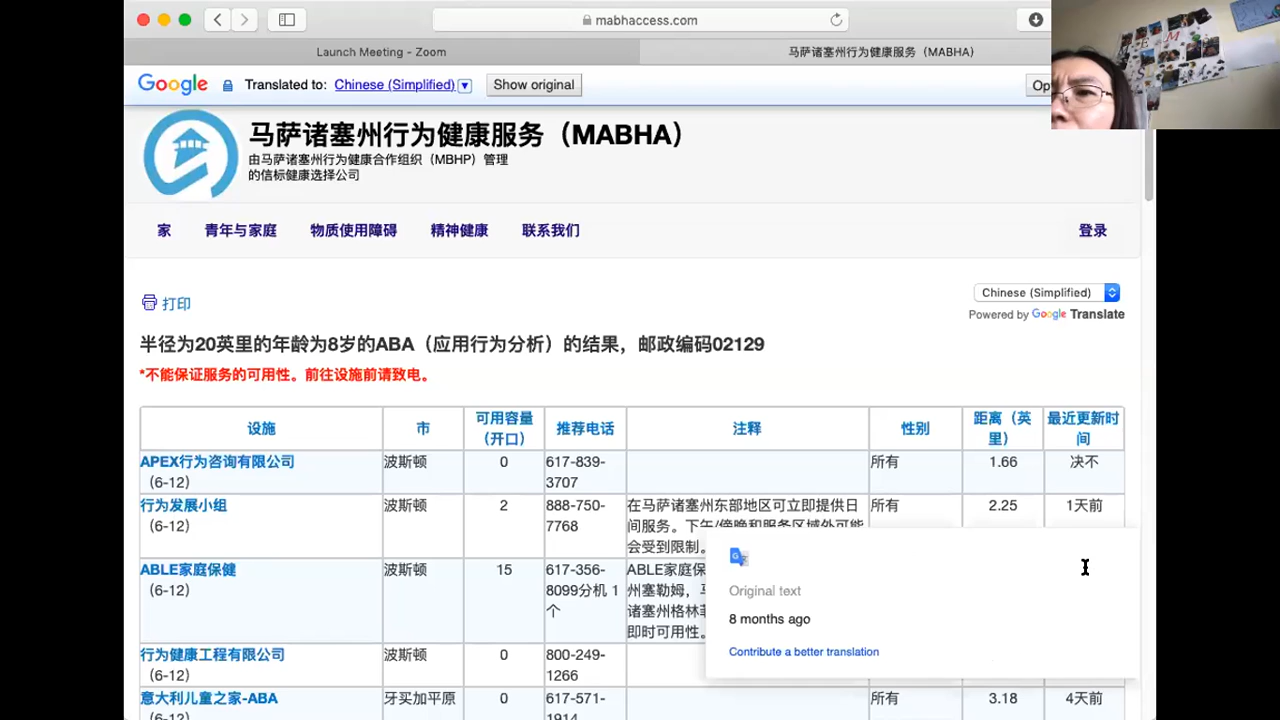 mabhaccess.com
Launch Meeting - Zoom
马萨诸塞州行为健康服务（MABHA）
Google Translated to: Chinese (Simplified) Show original
马萨诸塞州行为健康服务（MABHA）
由马萨诸塞州行为健康合作组织（MBHP）管理
的信标健康选择公司
家 青年与家庭 物质使用障碍 精神健康 联系我们 登录
打印
Chinese (Simplified)
Powered by Google Translate
半径为20英里的年龄为8岁的ABA（应用行为分析）的结果，邮政编码02129
*不能保证服务的可用性。前往设施前请致电。
设施 市 可用容量（开口） 推荐电话 注释 性别 距离（英里） 最近更新时间
APEX行为咨询有限公司 波斯顿 0 617-839- 所有 1.66 决不
（6-12） 3707
行为发展小组 波斯顿 2 888-750- 在马萨诸塞州东部地区可立即提供日 所有 2.25 1天前
（6-12） 7768 间服务。下午/傍晚和服务区域外可能
会受到限制。
ABLE家庭保健 波斯顿 15 617-356- ABLE家庭保
（6-12） 8099分机 1 州塞勒姆，
个 诸塞州格林
即时可用性。
Original text
8 months ago
Contribute a better translation
行为健康工程有限公司 波斯顿 0 800-249-
（6-12） 1266
意大利儿童之家-ABA 牙买加平原 0 617-571- 所有 3.18 4天前
（6-12） 1914